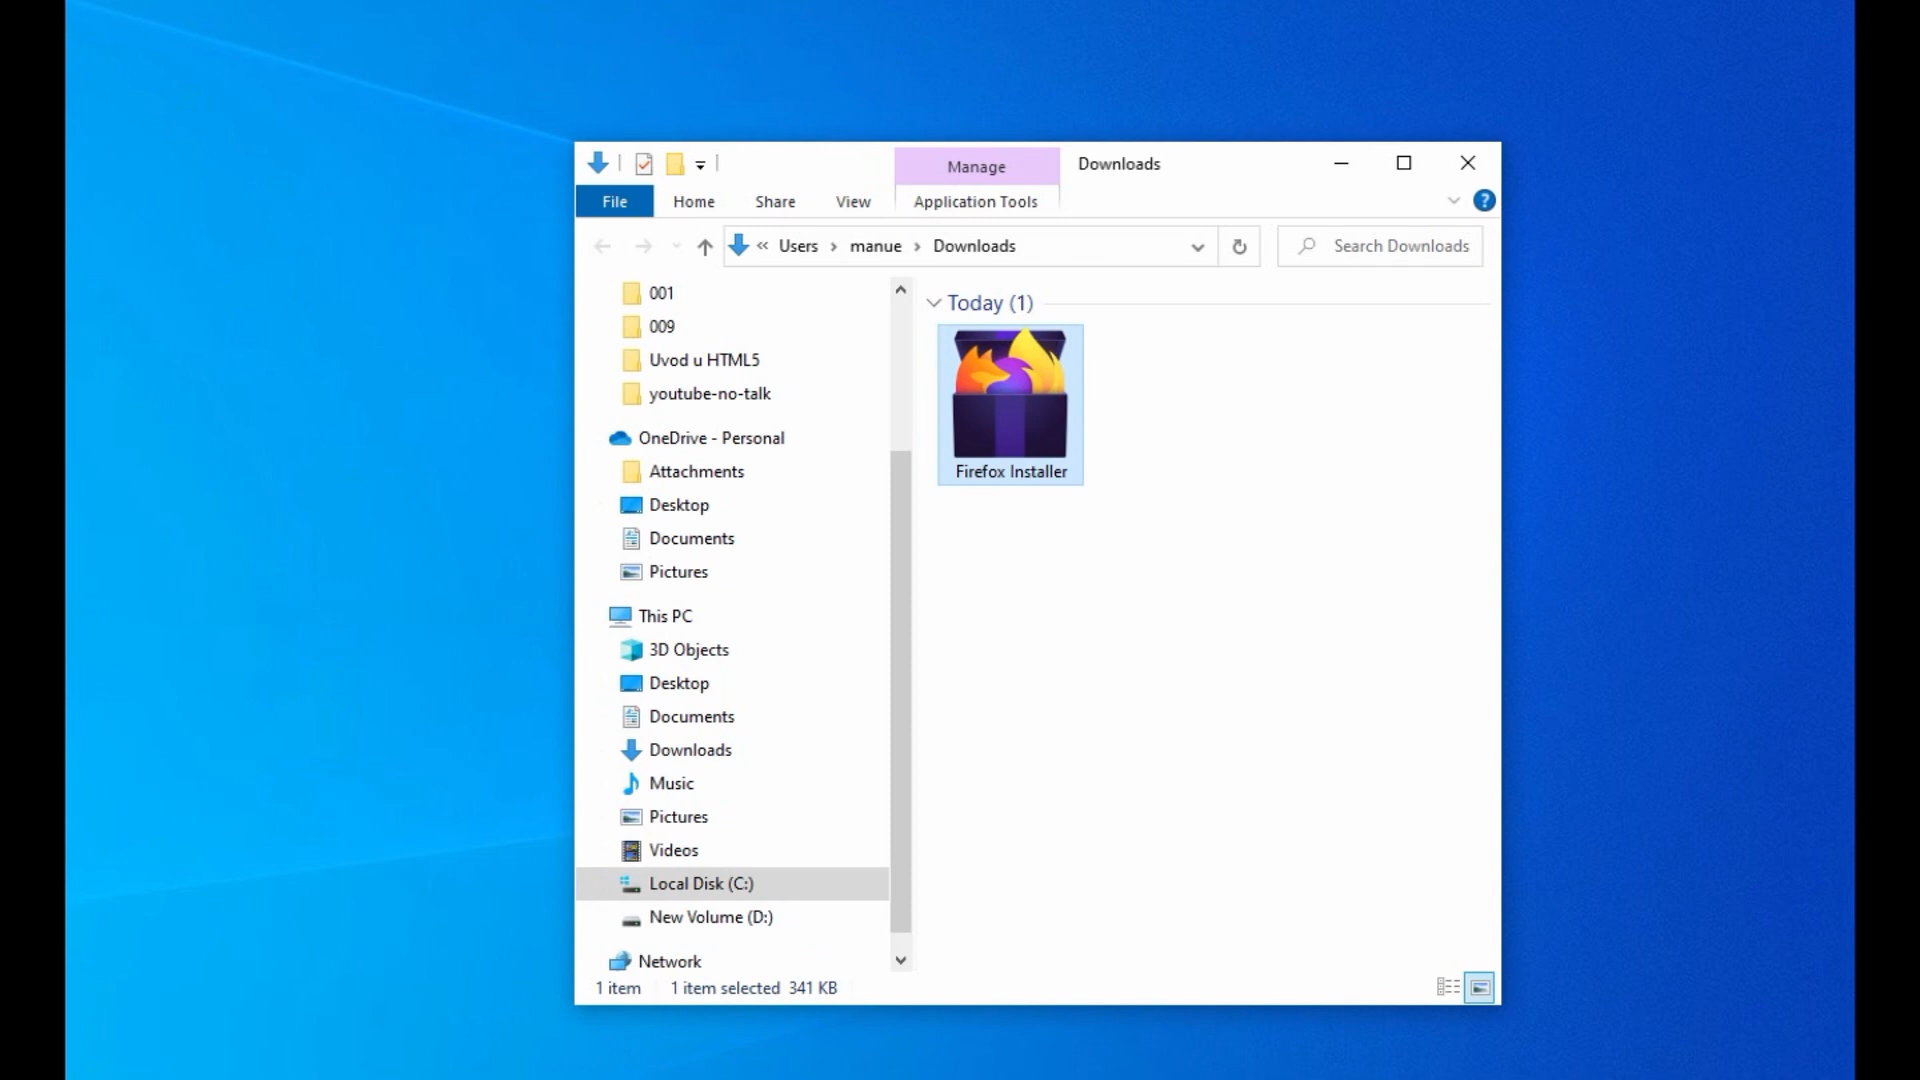 Manage
Downloads
File
Home
Share
View
Application Tools
?
« Users › manue › Downloads
Search Downloads
001
009
Uvod u HTML5
youtube-no-talk
OneDrive - Personal
Attachments
Desktop
Documents
Pictures
This PC
3D Objects
Desktop
Documents
Downloads
Music
Pictures
Videos
Local Disk (C:)
New Volume (D:)
Network
Today (1)
Firefox Installer
1 item
1 item selected 341 KB